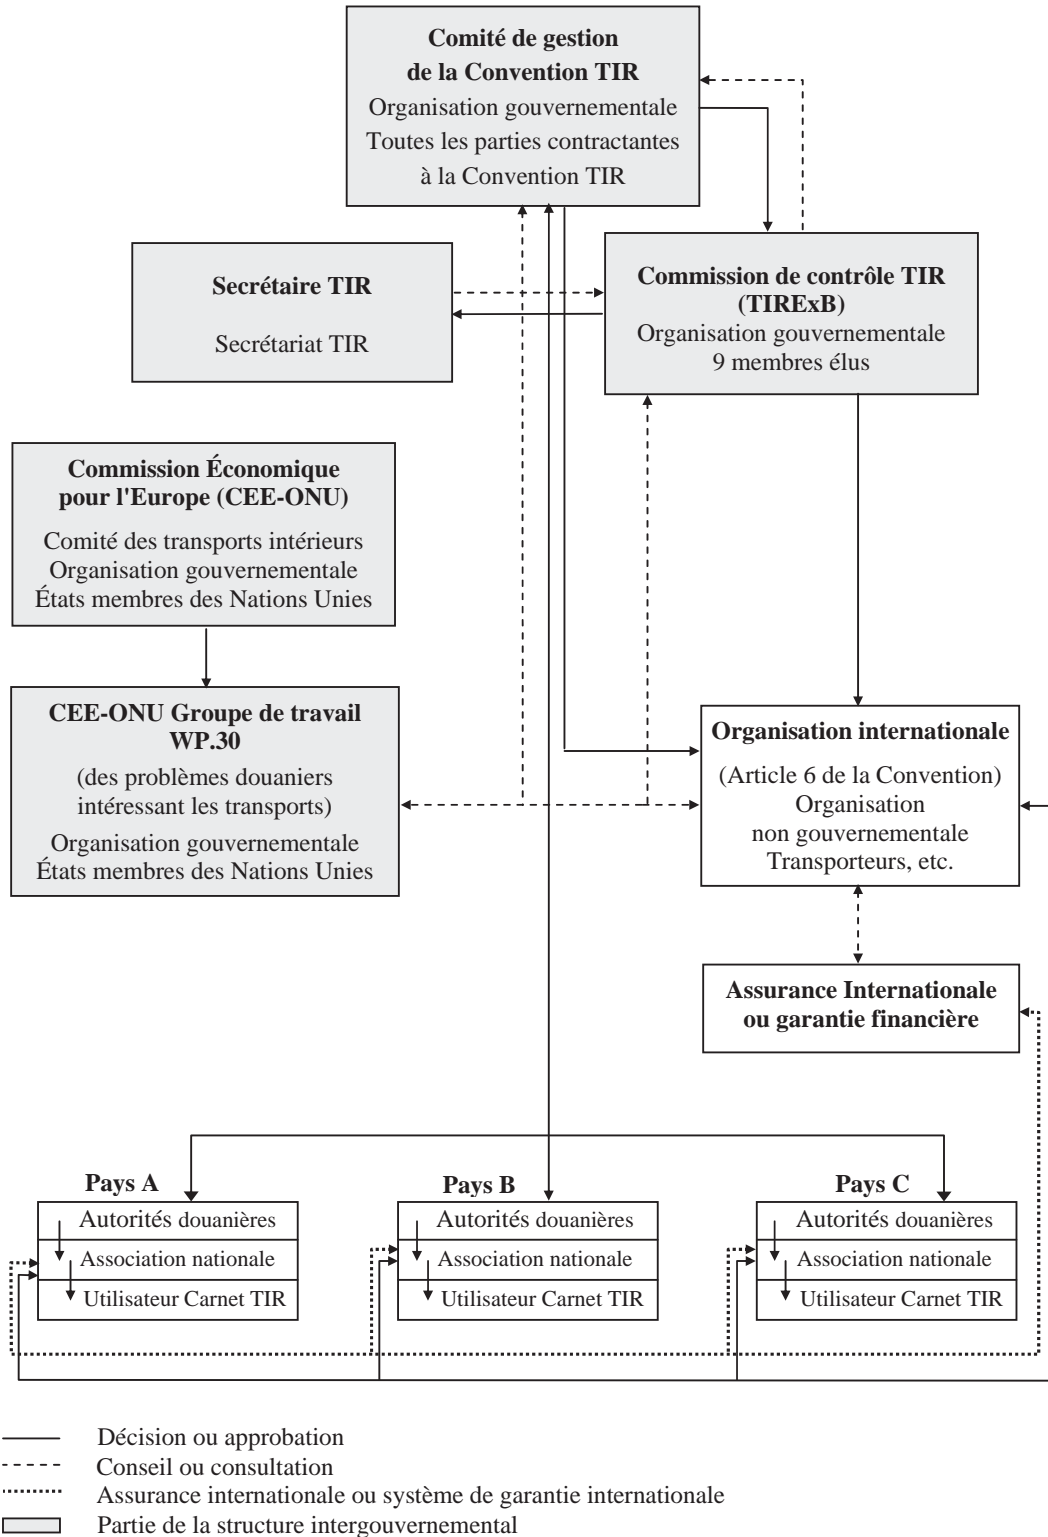 Comité de gestion
de la Convention TIR
Organisation gouvernementale
Toutes les parties contractantes
à la Convention TIR
Secrétaire TIR
Secrétariat TIR
Commission de contrôle TIR
(TIRExB)
Organisation gouvernementale
9 membres élus
Commission Économique
pour l'Europe (CEE-ONU)
Comité des transports intérieurs
Organisation gouvernementale
États membres des Nations Unies
CEE-ONU Groupe de travail
WP.30
(des problèmes douaniers
intéressant les transports)
Organisation gouvernementale
États membres des Nations Unies
Organisation internationale
(Article 6 de la Convention)
Organisation
non gouvernementale
Transporteurs, etc.
Assurance Internationale
ou garantie financière
Pays A
Autorités douanières
Association nationale
Utilisateur Carnet TIR
Pays B
Autorités douanières
Association nationale
Utilisateur Carnet TIR
Pays C
Autorités douanières
Association nationale
Utilisateur Carnet TIR
Décision ou approbation
Conseil ou consultation
Assurance internationale ou système de garantie internationale
Partie de la structure intergouvernemental